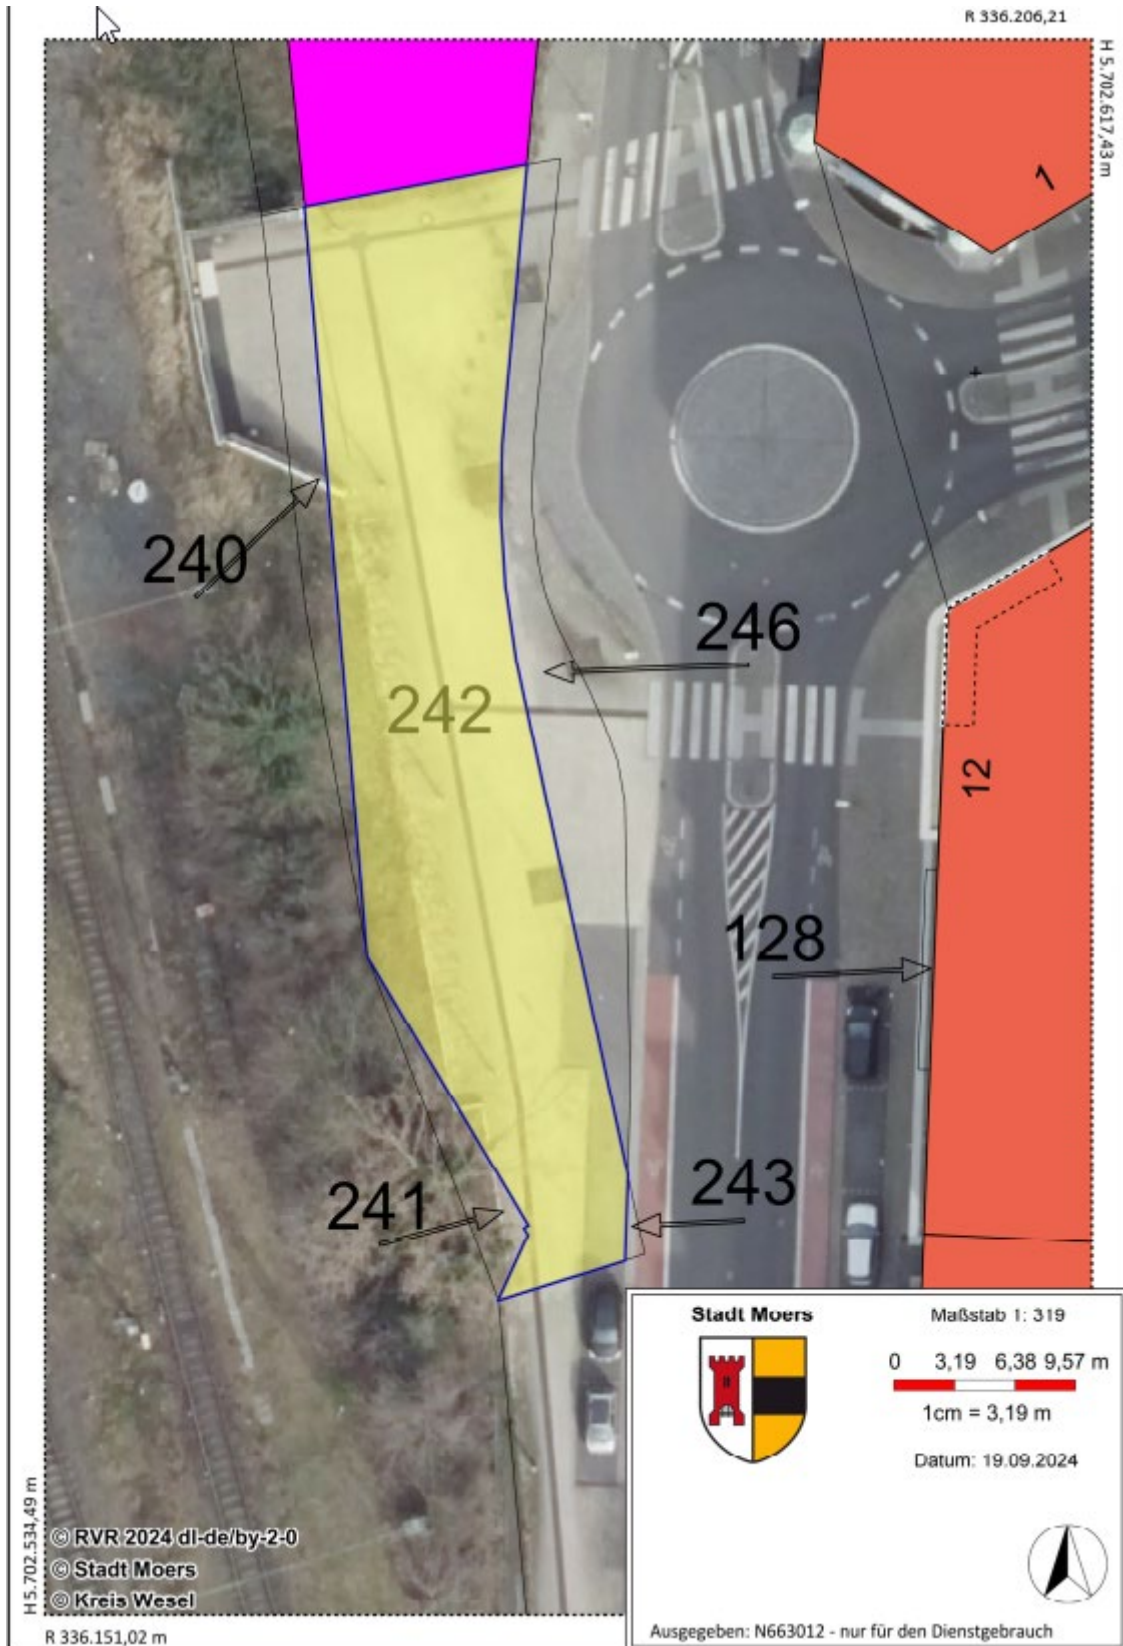 R 336.206,21
H 5.702.617,43 m
1
240
246
242
12
128
241
243
Stadt Moers
Maßstab 1: 319
0 3,19 6,38 9,57 m
1cm = 3,19 m
Datum: 19.09.2024
H 5.702.534,49 m
© RVR 2024 dl-de/by-2-0
© Stadt Moers
© Kreis Wesel
Ausgegeben: N663012 - nur für den Dienstgebrauch
R 336.151,02 m